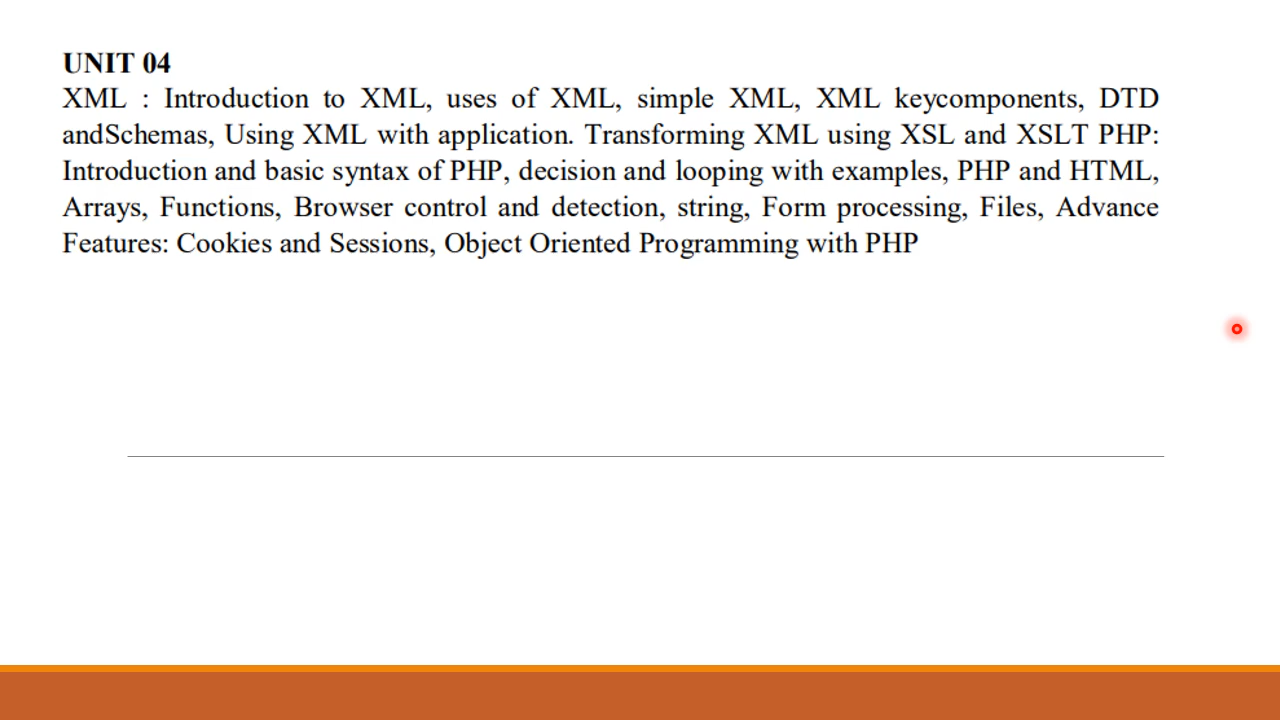 UNIT 04
XML : Introduction to XML, uses of XML, simple XML, XML keycomponents, DTD
andSchemas, Using XML with application. Transforming XML using XSL and XSLT PHP:
Introduction and basic syntax of PHP, decision and looping with examples, PHP and HTML,
Arrays, Functions, Browser control and detection, string, Form processing, Files, Advance
Features: Cookies and Sessions, Object Oriented Programming with PHP